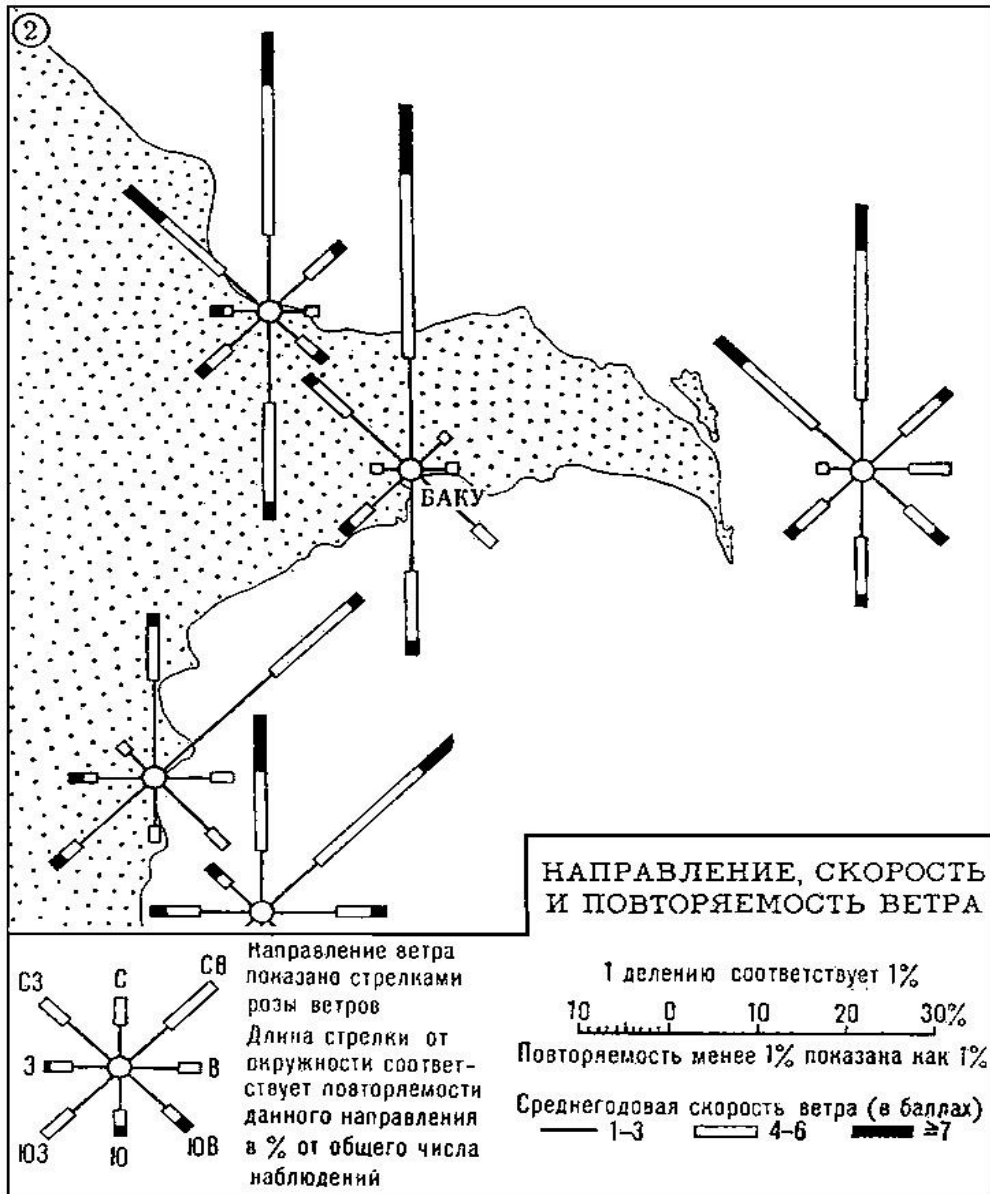 2
БАКУ
НАПРАВЛЕНИЕ, СКОРОСТЬ
И ПОВТОРЯЕМОСТЬ ВЕТРА
СЗ
С
СВ
З
В
ЮЗ
Ю
ЮВ
Направление ветра
показано стрелками
розы ветров
Длина стрелки от
окружности соответ-
ствует повторяемости
данного направления
в % от общего числа
наблюдений
1 делению соответствует 1%
10 0 10 20 30%
Повторяемость менее 1% показана как 1%
Среднегодовая скорость ветра (в баллах)
1–3 4–6 ≥7